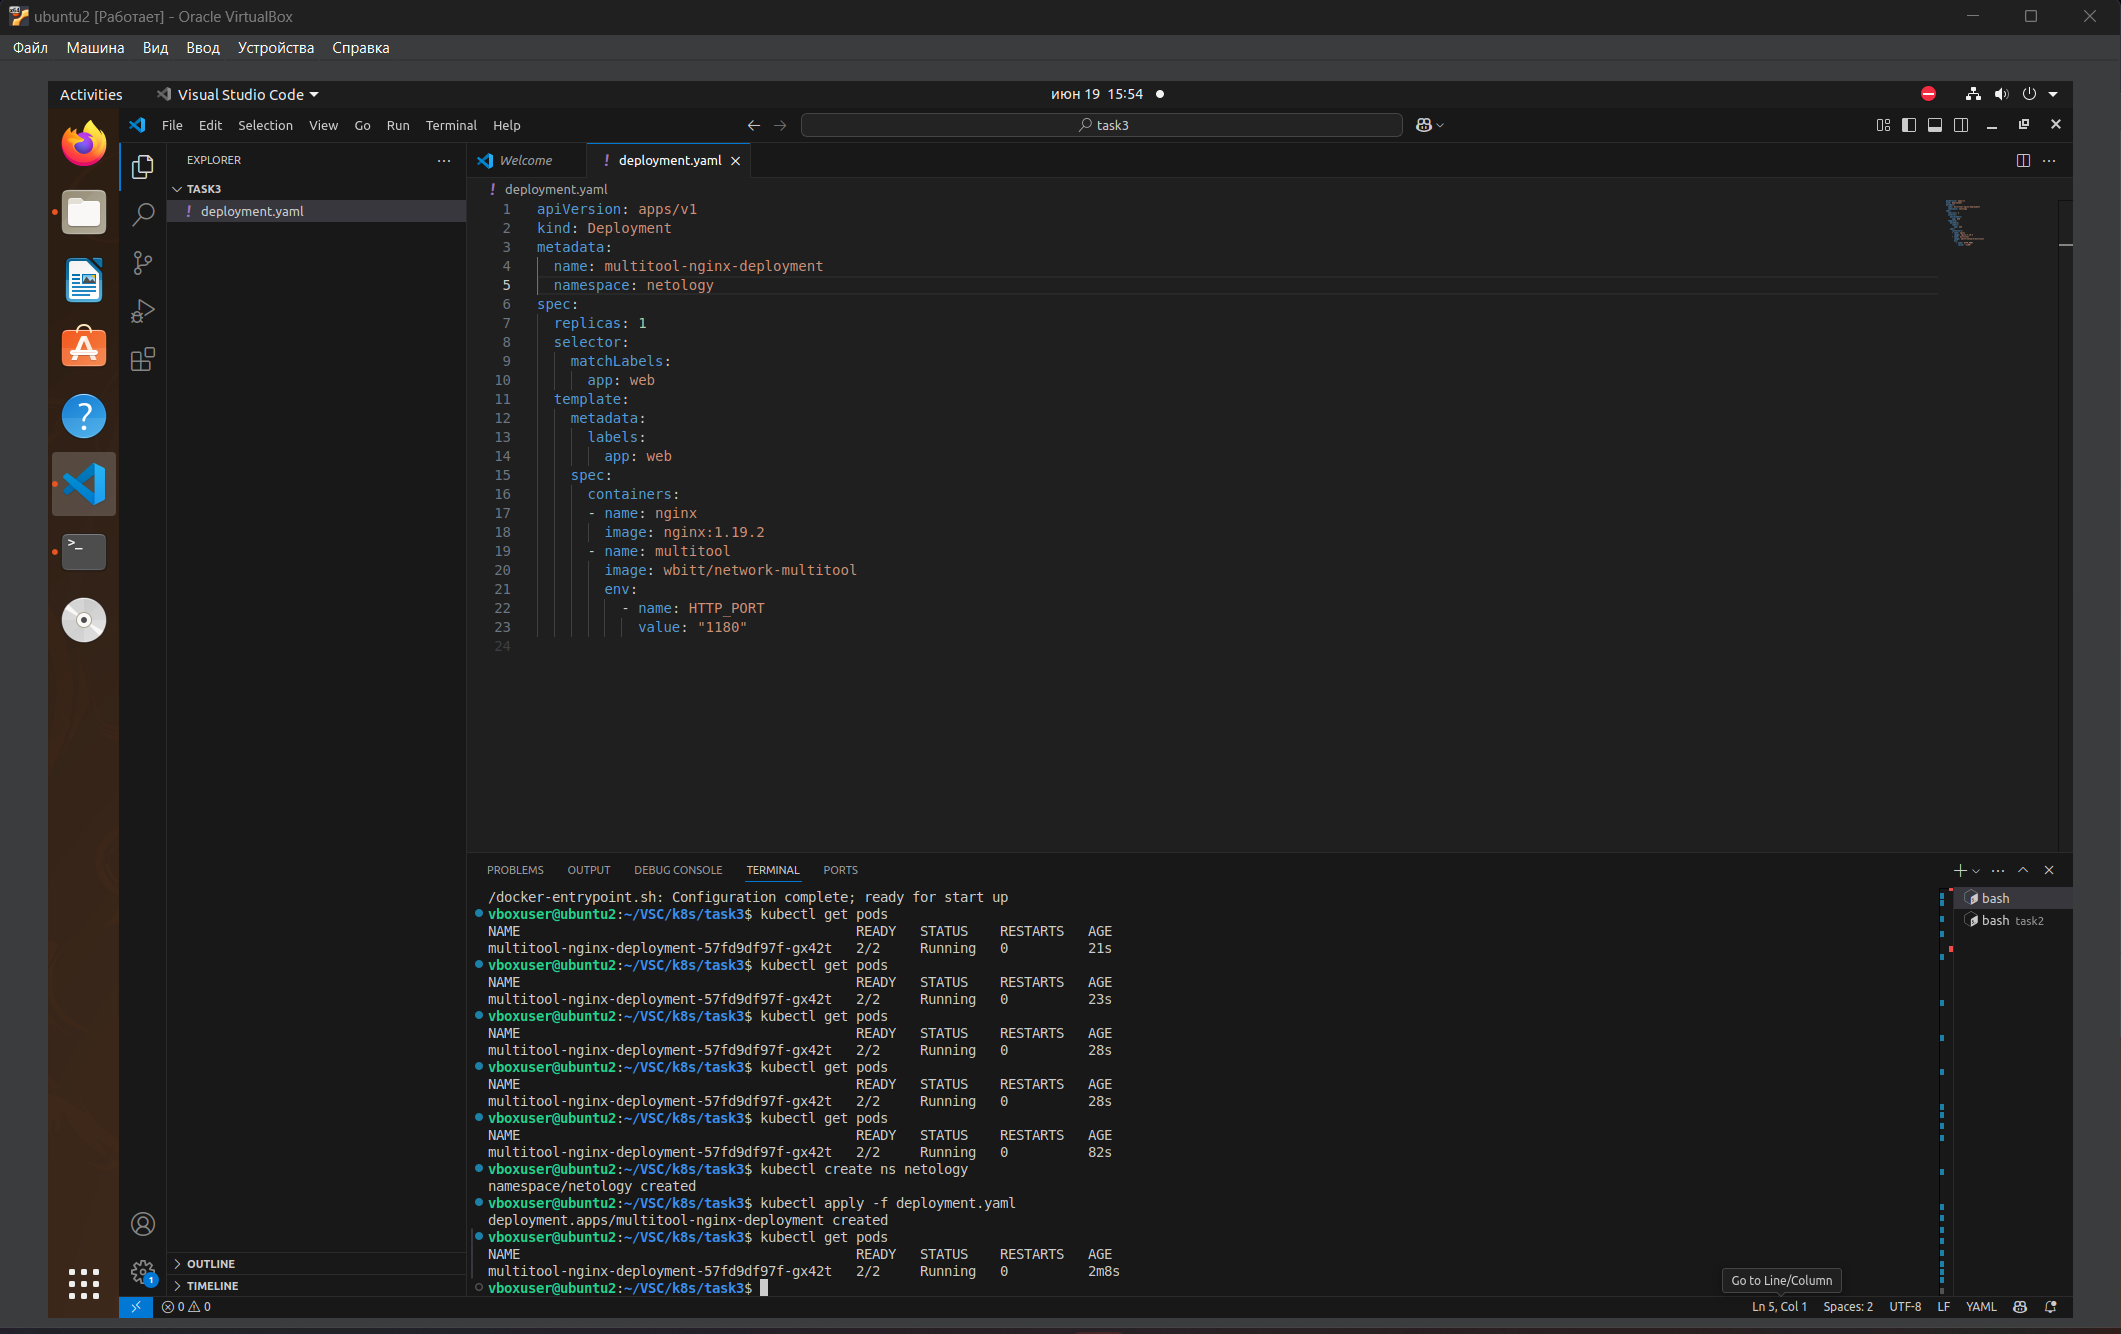 ubuntu2 [Работает] - Oracle VirtualBox
Файл Машина Вид Ввод Устройства Справка
Activities Visual Studio Code июн 19 15:54
File Edit Selection View Go Run Terminal Help task3
EXPLORER
Welcome deployment.yaml
TASK3
deployment.yaml
deployment.yaml
1 apiVersion: apps/v1
2 kind: Deployment
3 metadata:
4 name: multitool-nginx-deployment
5 namespace: netology
6 spec:
7 replicas: 1
8 selector:
9 matchLabels:
10 app: web
11 template:
12 metadata:
13 labels:
14 app: web
15 spec:
16 containers:
17 - name: nginx
18 image: nginx:1.19.2
19 - name: multitool
20 image: wbitt/network-multitool
21 env:
22 - name: HTTP_PORT
23 value: "1180"
24
PROBLEMS OUTPUT DEBUG CONSOLE TERMINAL PORTS
/docker-entrypoint.sh: Configuration complete; ready for start up
vboxuser@ubuntu2:~/VSC/k8s/task3$ kubectl get pods
NAME READY STATUS RESTARTS AGE
multitool-nginx-deployment-57fd9df97f-gx42t 2/2 Running 0 21s
vboxuser@ubuntu2:~/VSC/k8s/task3$ kubectl get pods
NAME READY STATUS RESTARTS AGE
multitool-nginx-deployment-57fd9df97f-gx42t 2/2 Running 0 23s
vboxuser@ubuntu2:~/VSC/k8s/task3$ kubectl get pods
NAME READY STATUS RESTARTS AGE
multitool-nginx-deployment-57fd9df97f-gx42t 2/2 Running 0 28s
vboxuser@ubuntu2:~/VSC/k8s/task3$ kubectl get pods
NAME READY STATUS RESTARTS AGE
multitool-nginx-deployment-57fd9df97f-gx42t 2/2 Running 0 28s
vboxuser@ubuntu2:~/VSC/k8s/task3$ kubectl get pods
NAME READY STATUS RESTARTS AGE
multitool-nginx-deployment-57fd9df97f-gx42t 2/2 Running 0 82s
vboxuser@ubuntu2:~/VSC/k8s/task3$ kubectl create ns netology
namespace/netology created
vboxuser@ubuntu2:~/VSC/k8s/task3$ kubectl apply -f deployment.yaml
deployment.apps/multitool-nginx-deployment created
vboxuser@ubuntu2:~/VSC/k8s/task3$ kubectl get pods
NAME READY STATUS RESTARTS AGE
multitool-nginx-deployment-57fd9df97f-gx42t 2/2 Running 0 2m8s
vboxuser@ubuntu2:~/VSC/k8s/task3$
bash
bash task2
OUTLINE
TIMELINE
1
Go to Line/Column
0 0 Ln 5, Col 1 Spaces: 2 UTF-8 LF YAML